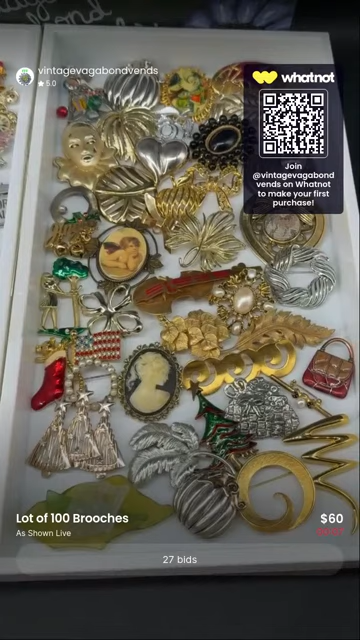 vintagevagabondvends
★ 5.0
whatnot
Join
@vintagevagabond
vends on Whatnot
to make your first
purchase!
Lot of 100 Brooches
$60
As Shown Live
27 bids